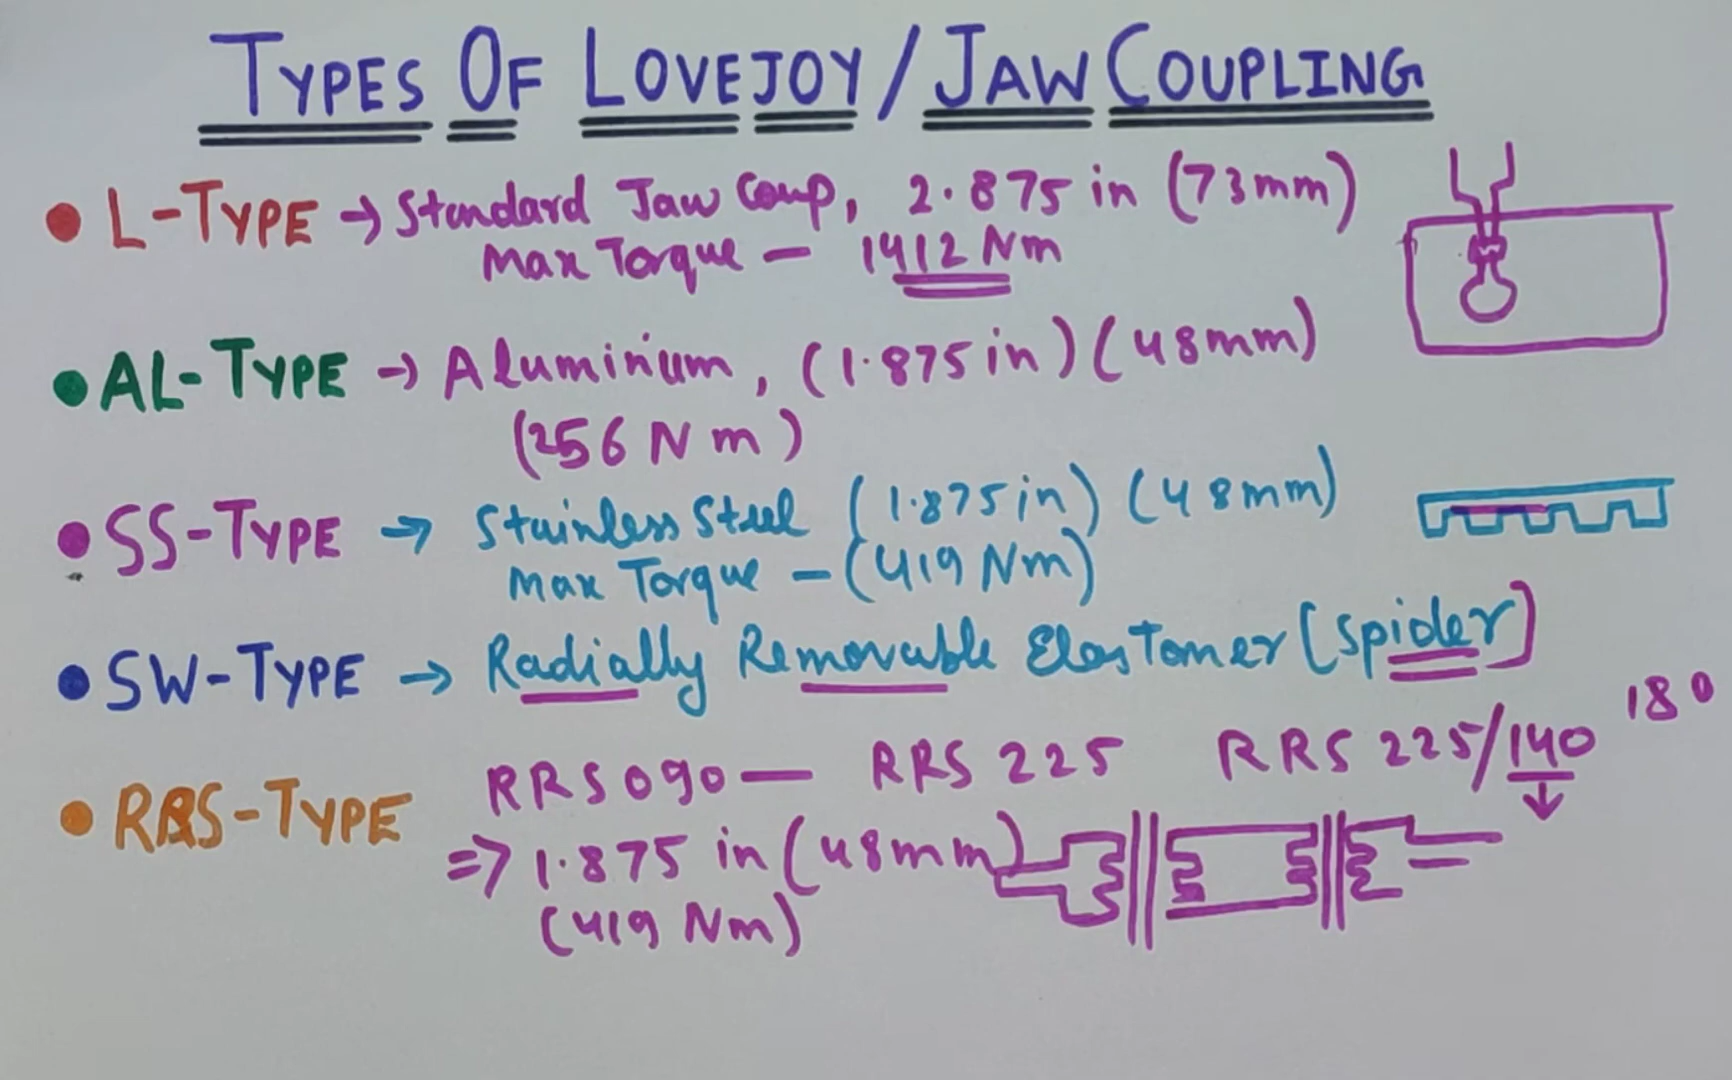 TYPES OF LOVEJOY / JAW COUPLING
• L-TYPE → Standard Jaw Coup, 2.875 in (73mm)
Max Torque - 1412 Nm
• AL-TYPE → Aluminium, (1.875 in) (48mm)
(256 Nm)
• SS-TYPE → Stainless Steel (1.875 in) (48mm)
Max Torque - (419 Nm)
• SW-TYPE → Radially Removable Elastomer [Spider]
• RRS-TYPE RRS 090 — RRS 225 RRS 225/140 180
⇒ 1.875 in (48mm)
(419 Nm)